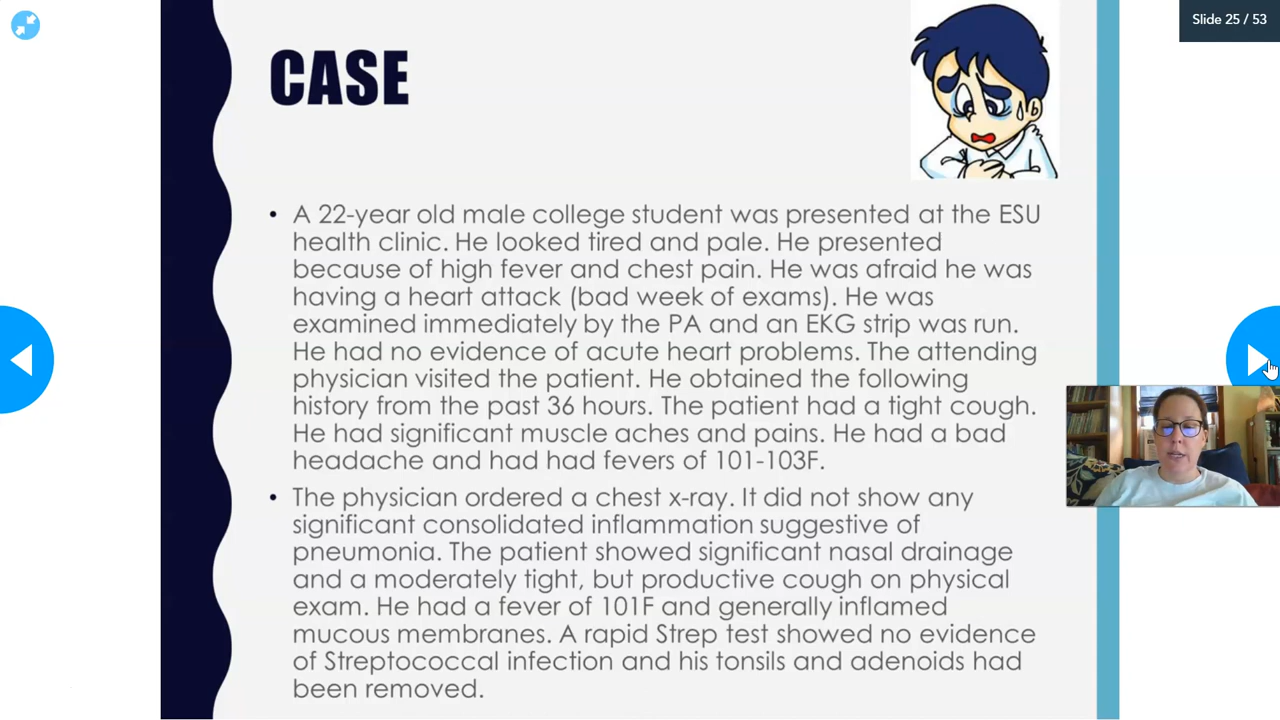 Slide 25 / 53
CASE
• A 22-year old male college student was presented at the ESU
health clinic. He looked tired and pale. He presented
because of high fever and chest pain. He was afraid he was
having a heart attack (bad week of exams). He was
examined immediately by the PA and an EKG strip was run.
He had no evidence of acute heart problems. The attending
physician visited the patient. He obtained the following
history from the past 36 hours. The patient had a tight cough.
He had significant muscle aches and pains. He had a bad
headache and had had fevers of 101-103F.
• The physician ordered a chest x-ray. It did not show any
significant consolidated inflammation suggestive of
pneumonia. The patient showed significant nasal drainage
and a moderately tight, but productive cough on physical
exam. He had a fever of 101F and generally inflamed
mucous membranes. A rapid Strep test showed no evidence
of Streptococcal infection and his tonsils and adenoids had
been removed.